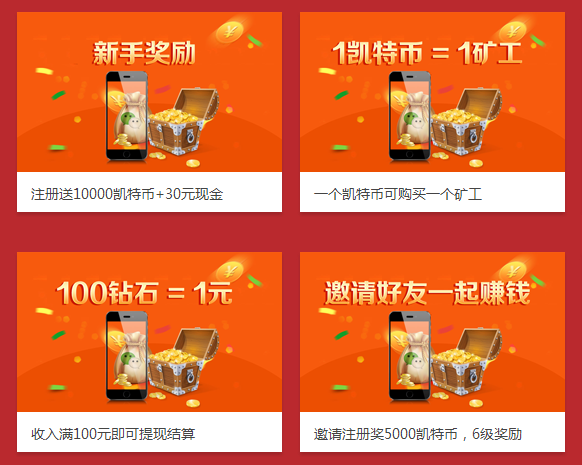 新手奖励
1凯特币 = 1矿工
注册送10000凯特币+30元现金
一个凯特币可购买一个矿工
100钻石 = 1元
邀请好友一起赚钱
收入满100元即可提现结算
邀请注册奖5000凯特币，6级奖励